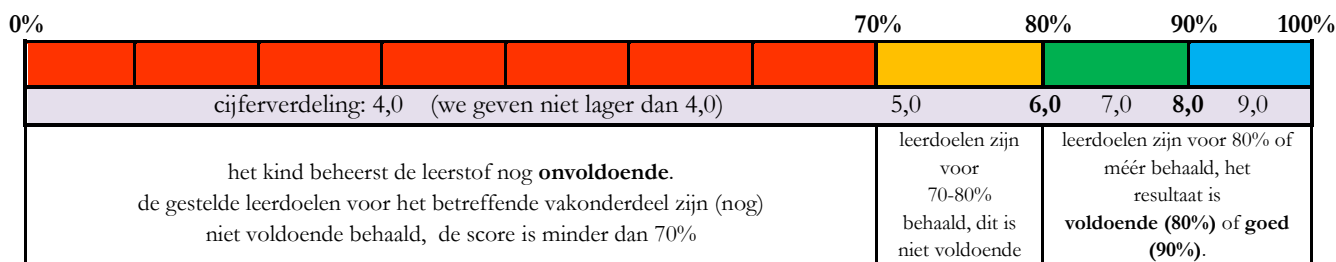 0% 70% 80% 90% 100%
cijferverdeling: 4,0 (we geven niet lager dan 4,0) 5,0 6,0 7,0 8,0 9,0
het kind beheerst de leerstof nog onvoldoende.
de gestelde leerdoelen voor het betreffende vakonderdeel zijn (nog)
niet voldoende behaald, de score is minder dan 70%
leerdoelen zijn
voor
70-80%
behaald, dit is
niet voldoende
leerdoelen zijn voor 80% of
méér behaald, het
resultaat is
voldoende (80%) of goed
(90%).